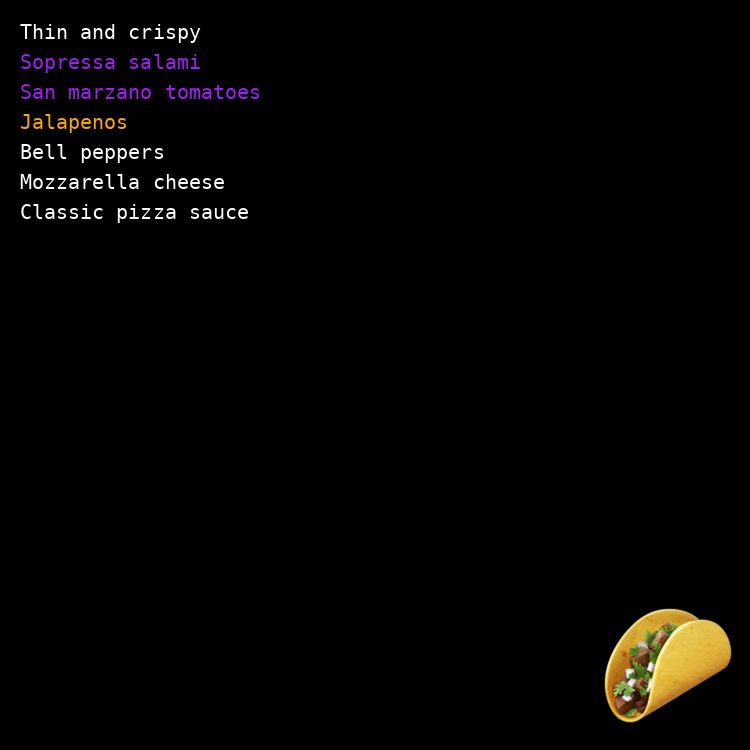 Thin and crispy
Sopressa salami
San marzano tomatoes
Jalapenos
Bell peppers
Mozzarella cheese
Classic pizza sauce